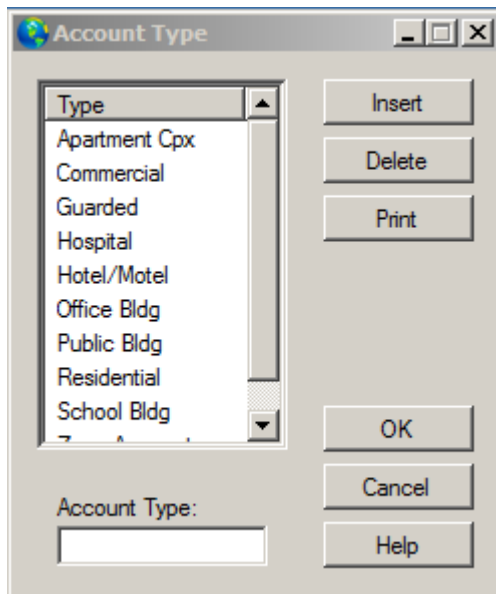 Account Type
Type
Apartment Cpx
Commercial
Guarded
Hospital
Hotel/Motel
Office Bldg
Public Bldg
Residential
School Bldg
Insert
Delete
Print
OK
Cancel
Help
Account Type: